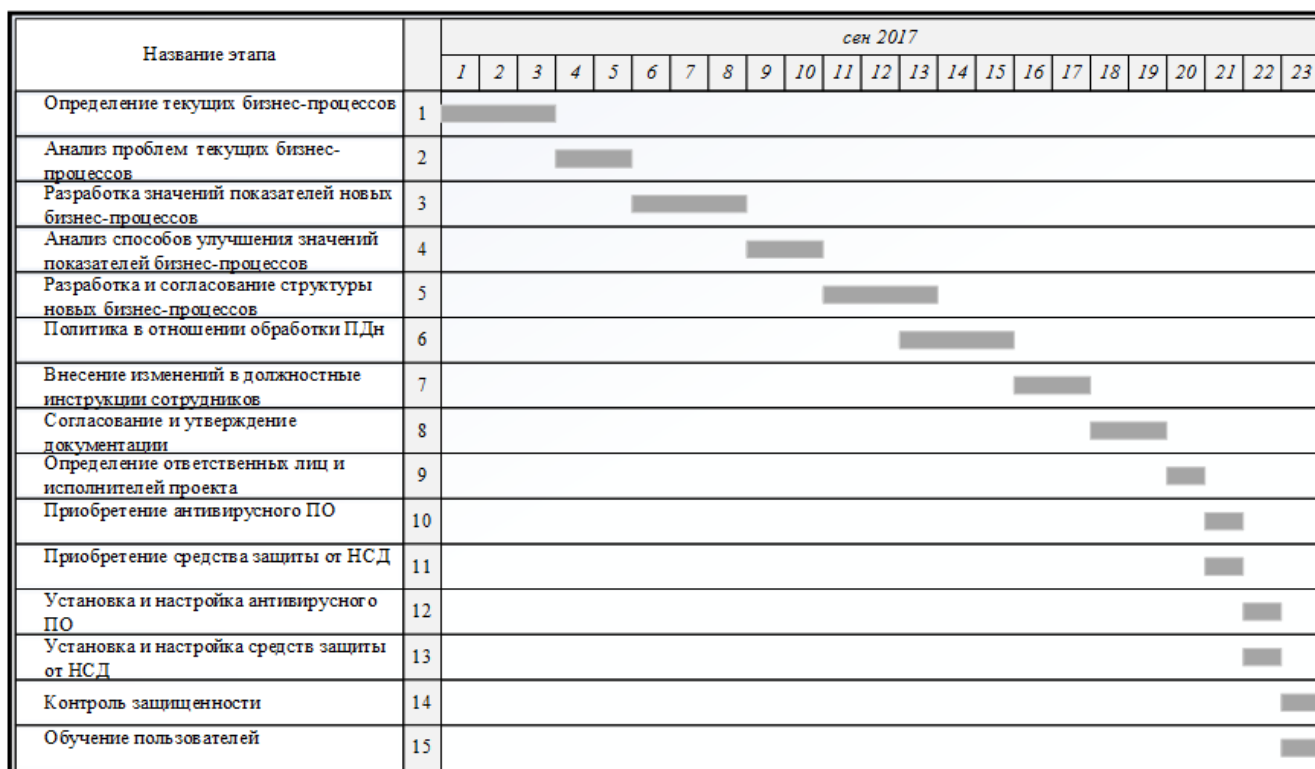 Название этапа
сен 2017
1 2 3 4 5 6 7 8 9 10 11 12 13 14 15 16 17 18 19 20 21 22 23
Определение текущих бизнес-процессов 1
Анализ проблем текущих бизнес-
процессов 2
Разработка значений показателей новых
бизнес-процессов 3
Анализ способов улучшения значений
показателей бизнес-процессов 4
Разработка и согласование структуры
новых бизнес-процессов 5
Политика в отношении обработки ПДн 6
Внесение изменений в должностные
инструкции сотрудников 7
Согласование и утверждение
документации 8
Определение ответственных лиц и
исполнителей проекта 9
Приобретение антивирусного ПО 10
Приобретение средства защиты от НСД 11
Установка и настройка антивирусного
ПО 12
Установка и настройка средств защиты
от НСД 13
Контроль защищенности 14
Обучение пользователей 15